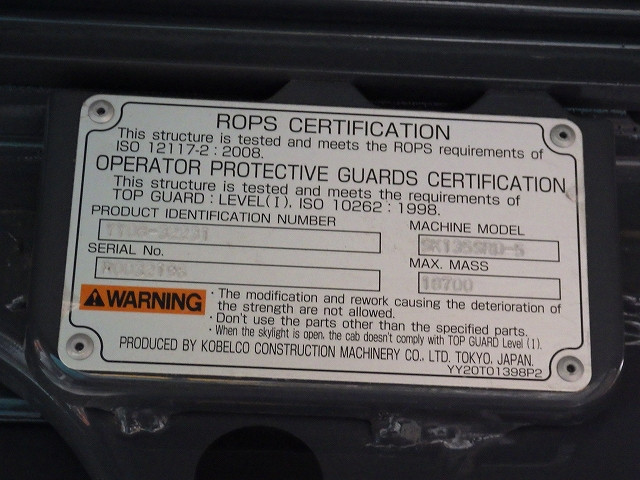 ROPS CERTIFICATION
This structure is tested and meets the ROPS requirements of
ISO 12117-2 : 2008.
OPERATOR PROTECTIVE GUARDS CERTIFICATION
This structure is tested and meets the requirements of
TOP GUARD : LEVEL(I). ISO 10262 : 1998.
PRODUCT IDENTIFICATION NUMBER
MACHINE MODEL
SK135SRD-5
SERIAL No.
MAX. MASS
18700
WARNING
・The modification and rework causing the deterioration of
the strength are not allowed.
・Don't use the parts other than the specified parts.
・When the skylight is open, the cab doesn't comply with TOP GUARD Level (I).
PRODUCED BY KOBELCO CONSTRUCTION MACHINERY CO., LTD. TOKYO, JAPAN.
YY20T01398P2